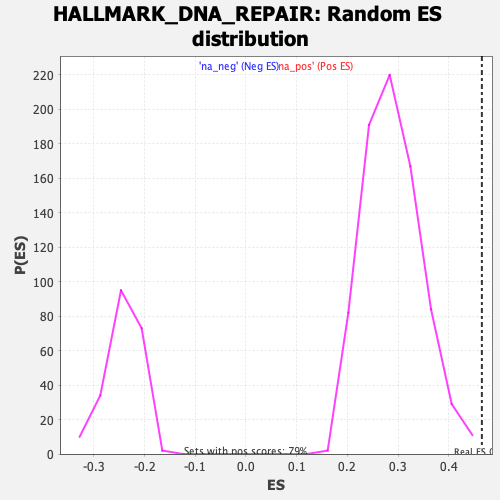 HALLMARK_DNA_REPAIR: Random ES
distribution
'na_neg' (Neg ES)
na_pos' (Pos ES)
220
200
180
160
140
120
100
80
60
40
20
0
P(ES)
Sets with pos scores: 79%
Real ES
-0.3 -0.2 -0.1 0.0 0.1 0.2 0.3 0.4
ES